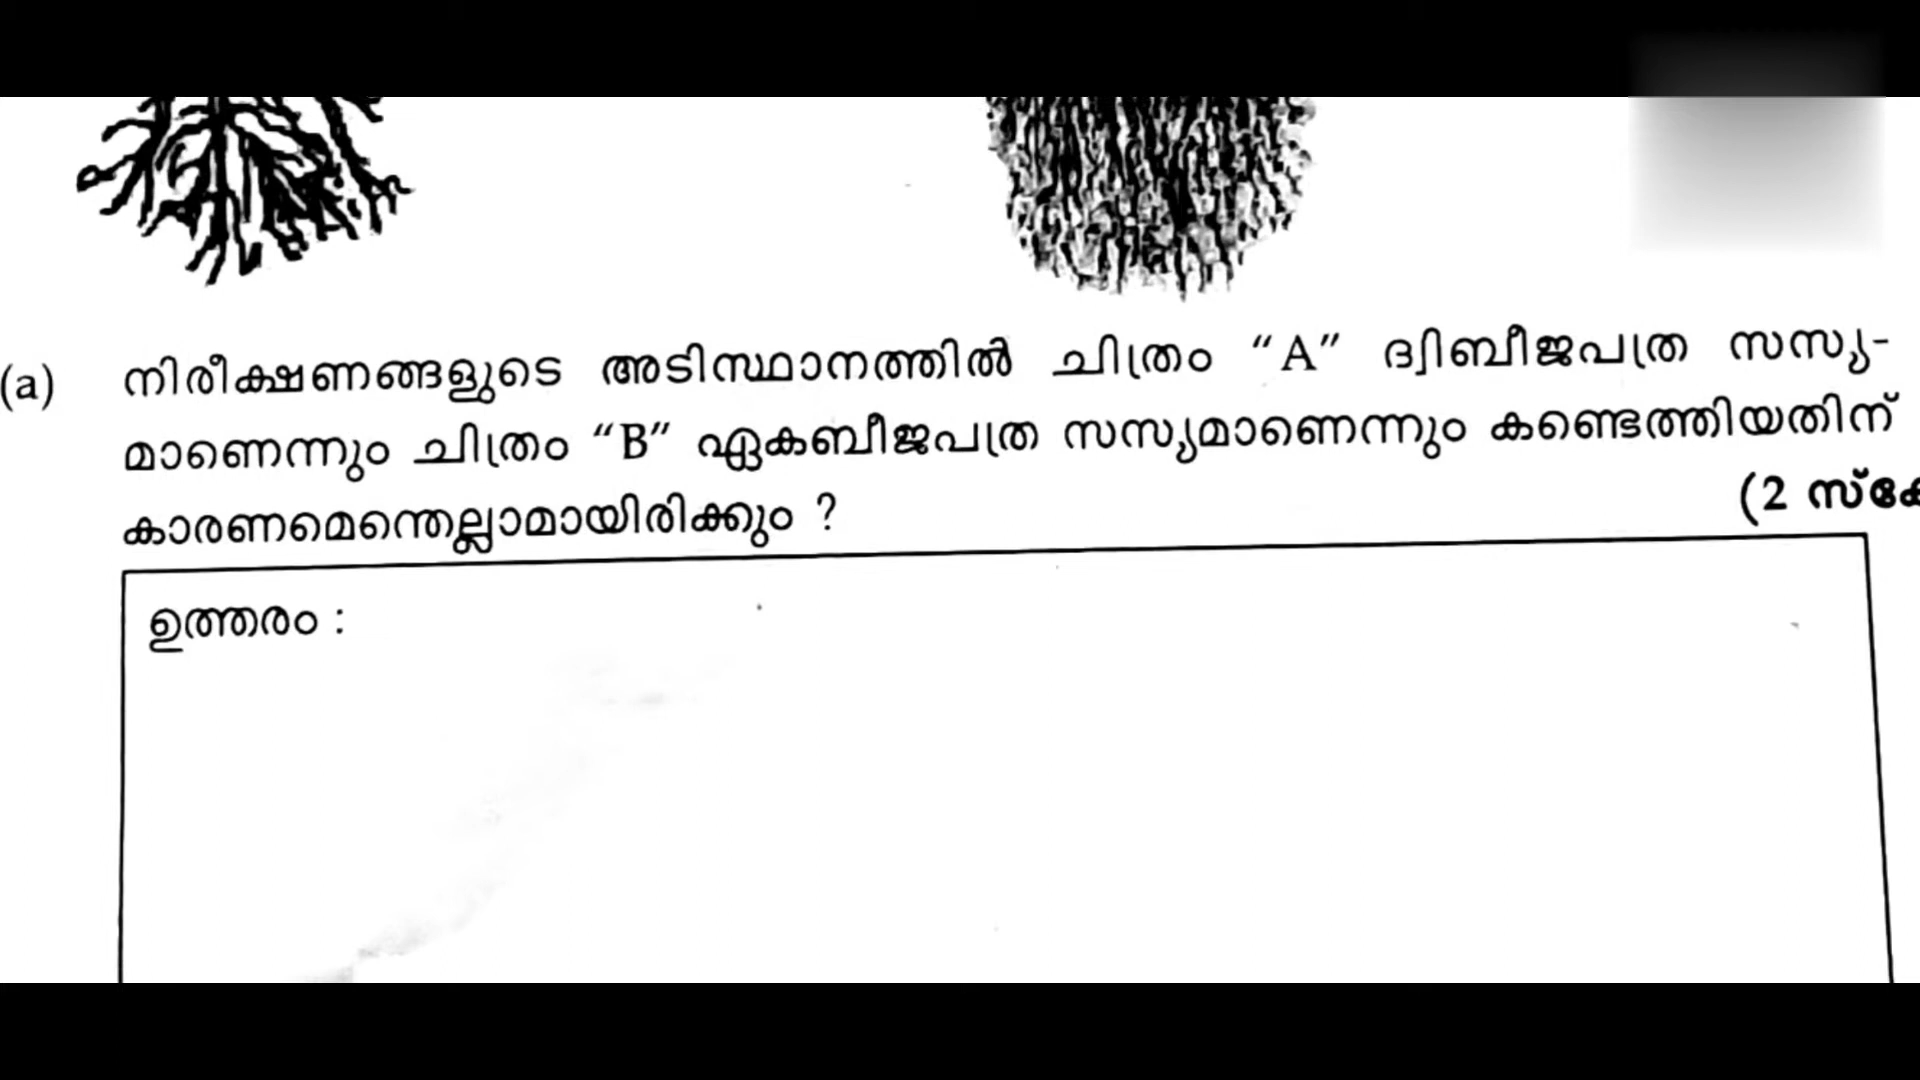 (a) നിരീക്ഷണങ്ങളുടെ അടിസ്ഥാനത്തിൽ ചിത്രം “A” ദ്വിബീജപത്ര സസ്യ-
മാണെന്നും ചിത്രം “B” ഏകബീജപത്ര സസ്യമാണെന്നും കണ്ടെത്തിയതിന്
കാരണമെന്തെല്ലാമായിരിക്കും ?
(2
ഉത്തരം :